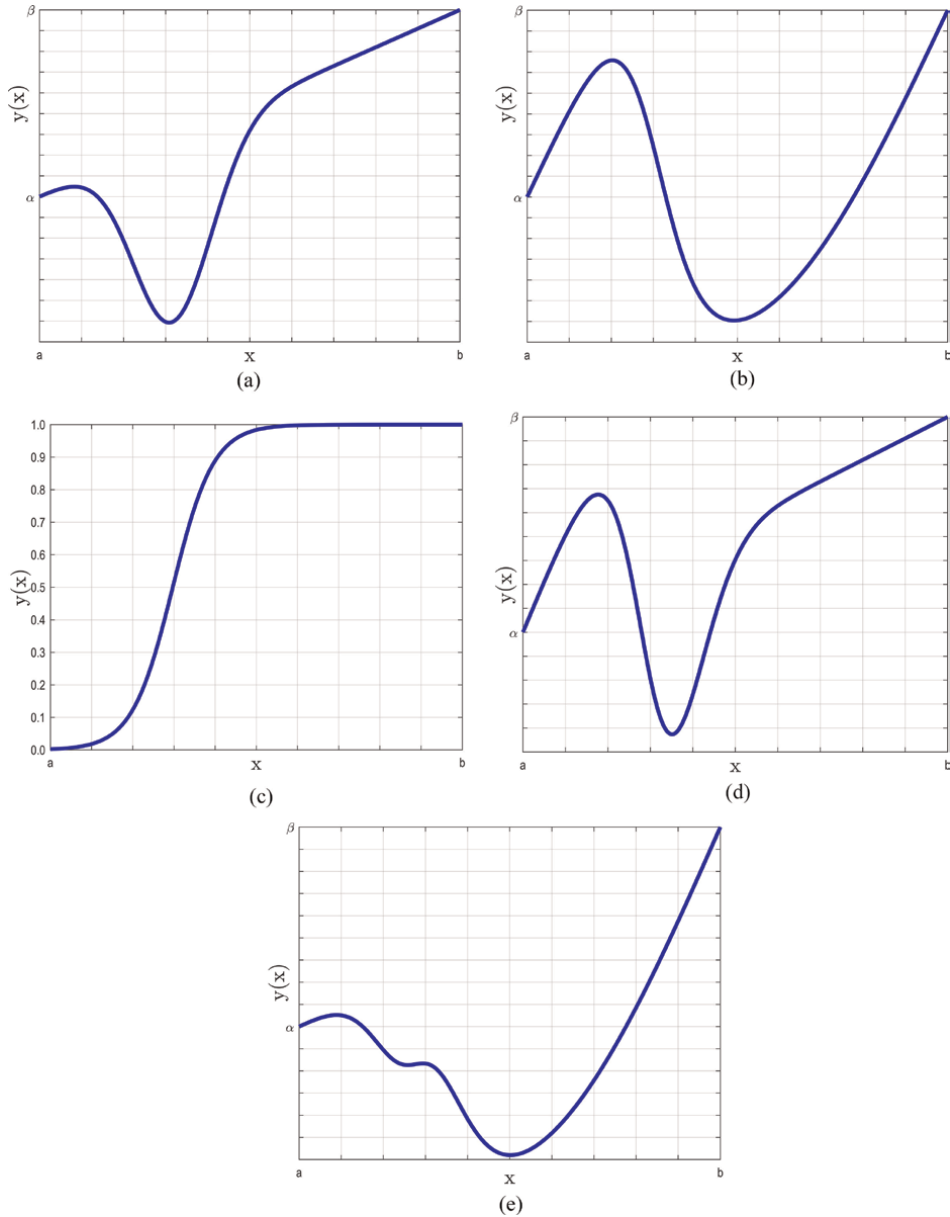 β
y(x)
α
a x b
(a)
β
y(x)
α
a x b
(b)
1.0
0.9
0.8
0.7
0.6
0.5
0.4
0.3
0.2
0.1
0.0
y(x)
a x b
(c)
β
y(x)
α
a x b
(d)
β
y(x)
α
a x b
(e)